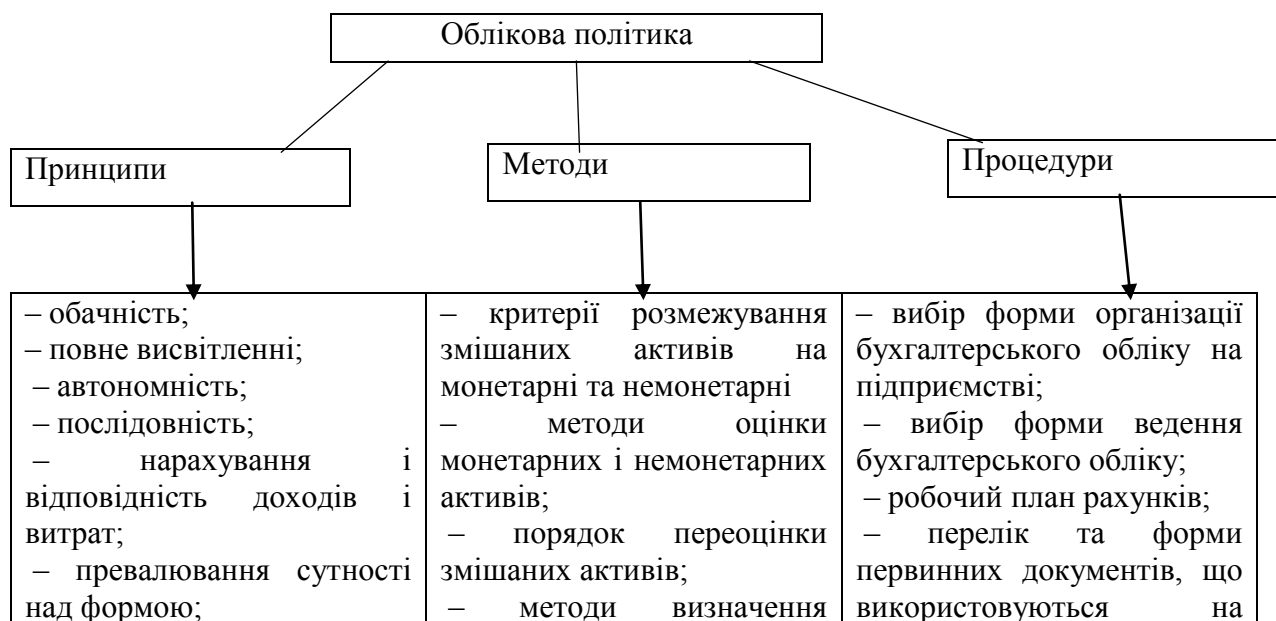 Облікова політика
Принципи
Методи
Процедури
– обачність;
– повне висвітленні;
– автономність;
– послідовність;
– нарахування і
відповідність доходів і
витрат;
– превалювання сутності
над формою;
– критерії розмежування
змішаних активів на
монетарні та немонетарні
– методи оцінки
монетарних і немонетарних
активів;
– порядок переоцінки
змішаних активів;
– методи визначення
– вибір форми організації
бухгалтерського обліку на
підприємстві;
– вибір форми ведення
бухгалтерського обліку;
– робочий план рахунків;
– перелік та форми
первинних документів, що
використовуються на